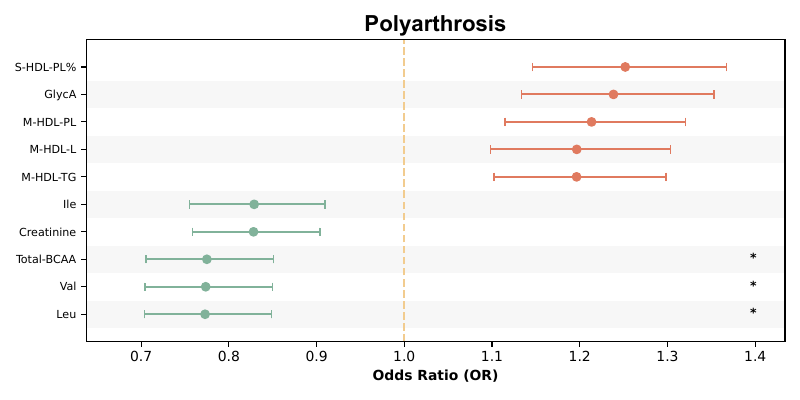 Polyarthrosis
S-HDL-PL%
GlycA
M-HDL-PL
M-HDL-L
M-HDL-TG
Ile
Creatinine
Total-BCAA *
Val *
Leu *
0.7 0.8 0.9 1.0 1.1 1.2 1.3 1.4
Odds Ratio (OR)